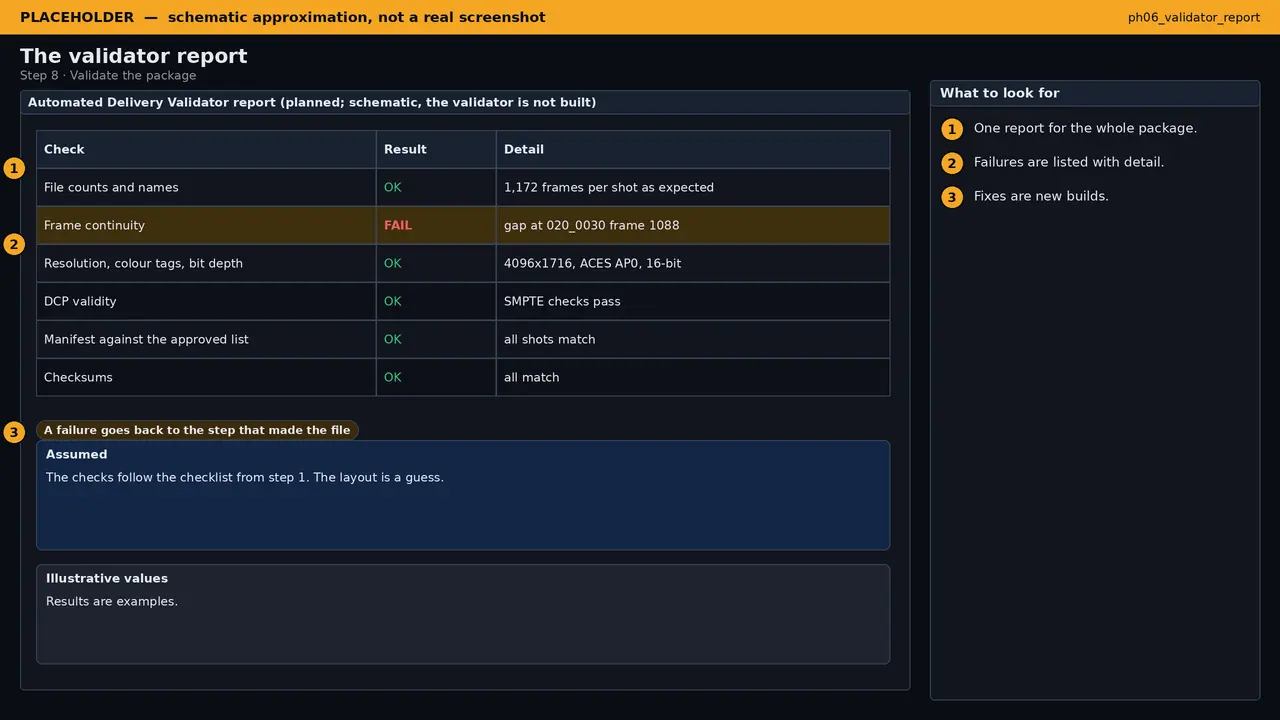 PLACEHOLDER — schematic approximation, not a real screenshot
ph06_validator_report
The validator report
Step 8 · Validate the package
Automated Delivery Validator report (planned; schematic, the validator is not built)
Check Result Detail
1
File counts and names OK 1,172 frames per shot as expected
Frame continuity FAIL gap at 020_0030 frame 1088
2
Resolution, colour tags, bit depth OK 4096x1716, ACES AP0, 16-bit
DCP validity OK SMPTE checks pass
Manifest against the approved list OK all shots match
Checksums OK all match
3 A failure goes back to the step that made the file
Assumed
The checks follow the checklist from step 1. The layout is a guess.
Illustrative values
Results are examples.
What to look for
1 One report for the whole package.
2 Failures are listed with detail.
3 Fixes are new builds.